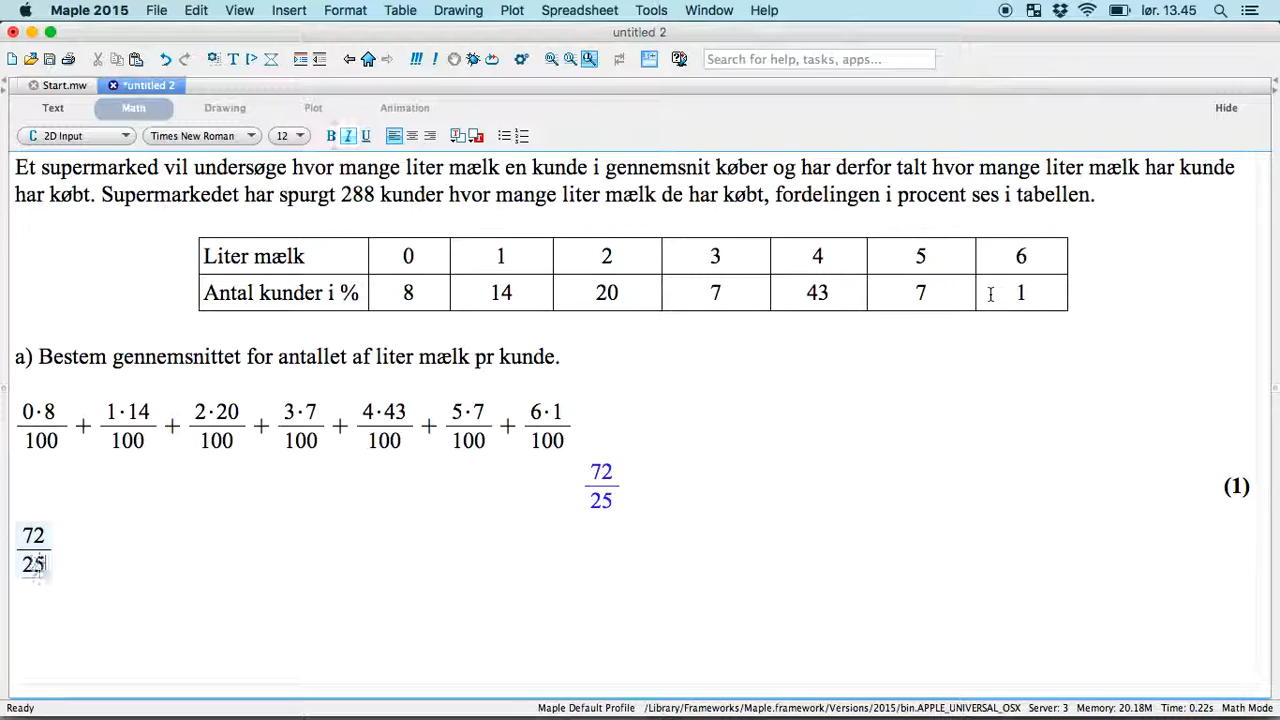 Maple 2015 File Edit View Insert Format Table Drawing Plot Spreadsheet Tools Window Help lør. 13.45
untitled 2
Search for help, tasks, apps...
Start.mw *untitled 2
Text Math Drawing Plot Animation Hide
C 2D Input Times New Roman 12 B I U
Et supermarked vil undersøge hvor mange liter mælk en kunde i gennemsnit køber og har derfor talt hvor mange liter mælk har kunde
har købt. Supermarkedet har spurgt 288 kunder hvor mange liter mælk de har købt, fordelingen i procent ses i tabellen.
Liter mælk 0 1 2 3 4 5 6
Antal kunder i % 8 14 20 7 43 7 1
a) Bestem gennemsnittet for antallet af liter mælk pr kunde.
0·8/100 + 1·14/100 + 2·20/100 + 3·7/100 + 4·43/100 + 5·7/100 + 6·1/100
72/25 (1)
72/25
Ready Maple Default Profile /Library/Frameworks/Maple.framework/Versions/2015/bin.APPLE_UNIVERSAL_OSX Server: 3 Memory: 20.18M Time: 0.22s Math Mode